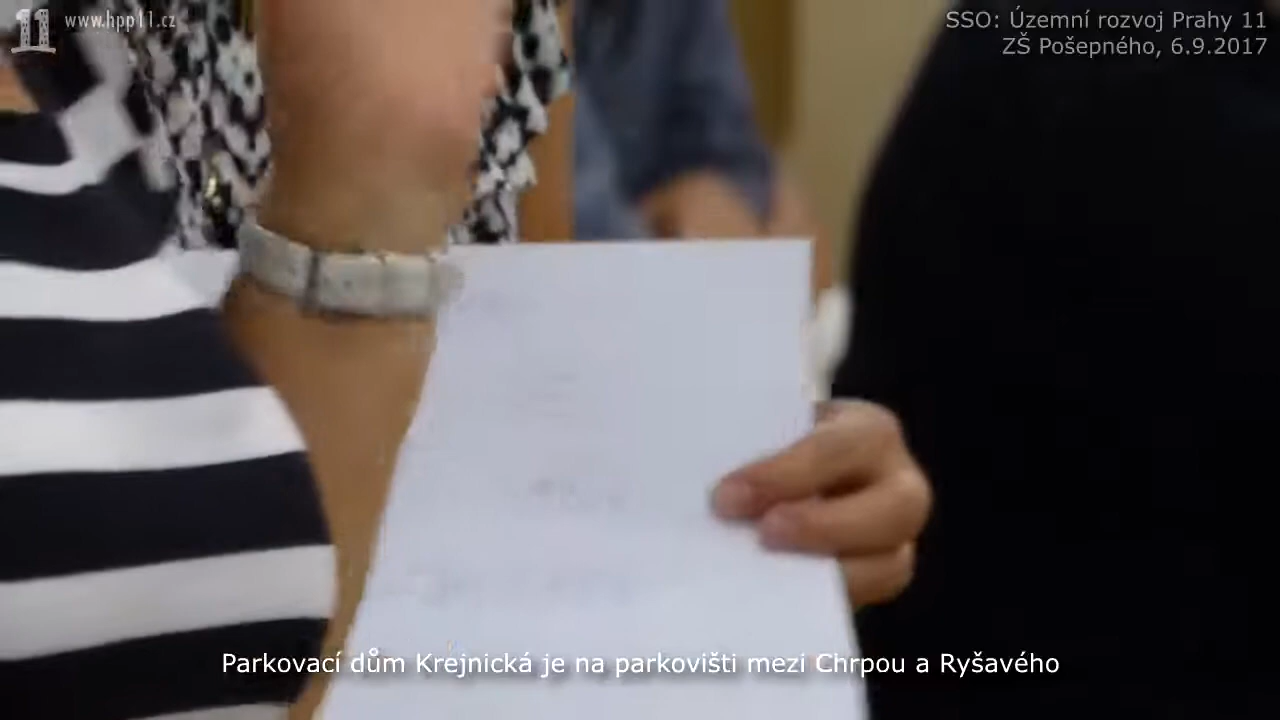 11 www.hpp11.cz
SSO: Územní rozvoj Prahy 11
ZŠ Pošepného, 6.9.2017
Parkovací dům Krejnická je na parkovišti mezi Chrpou a Ryšavého